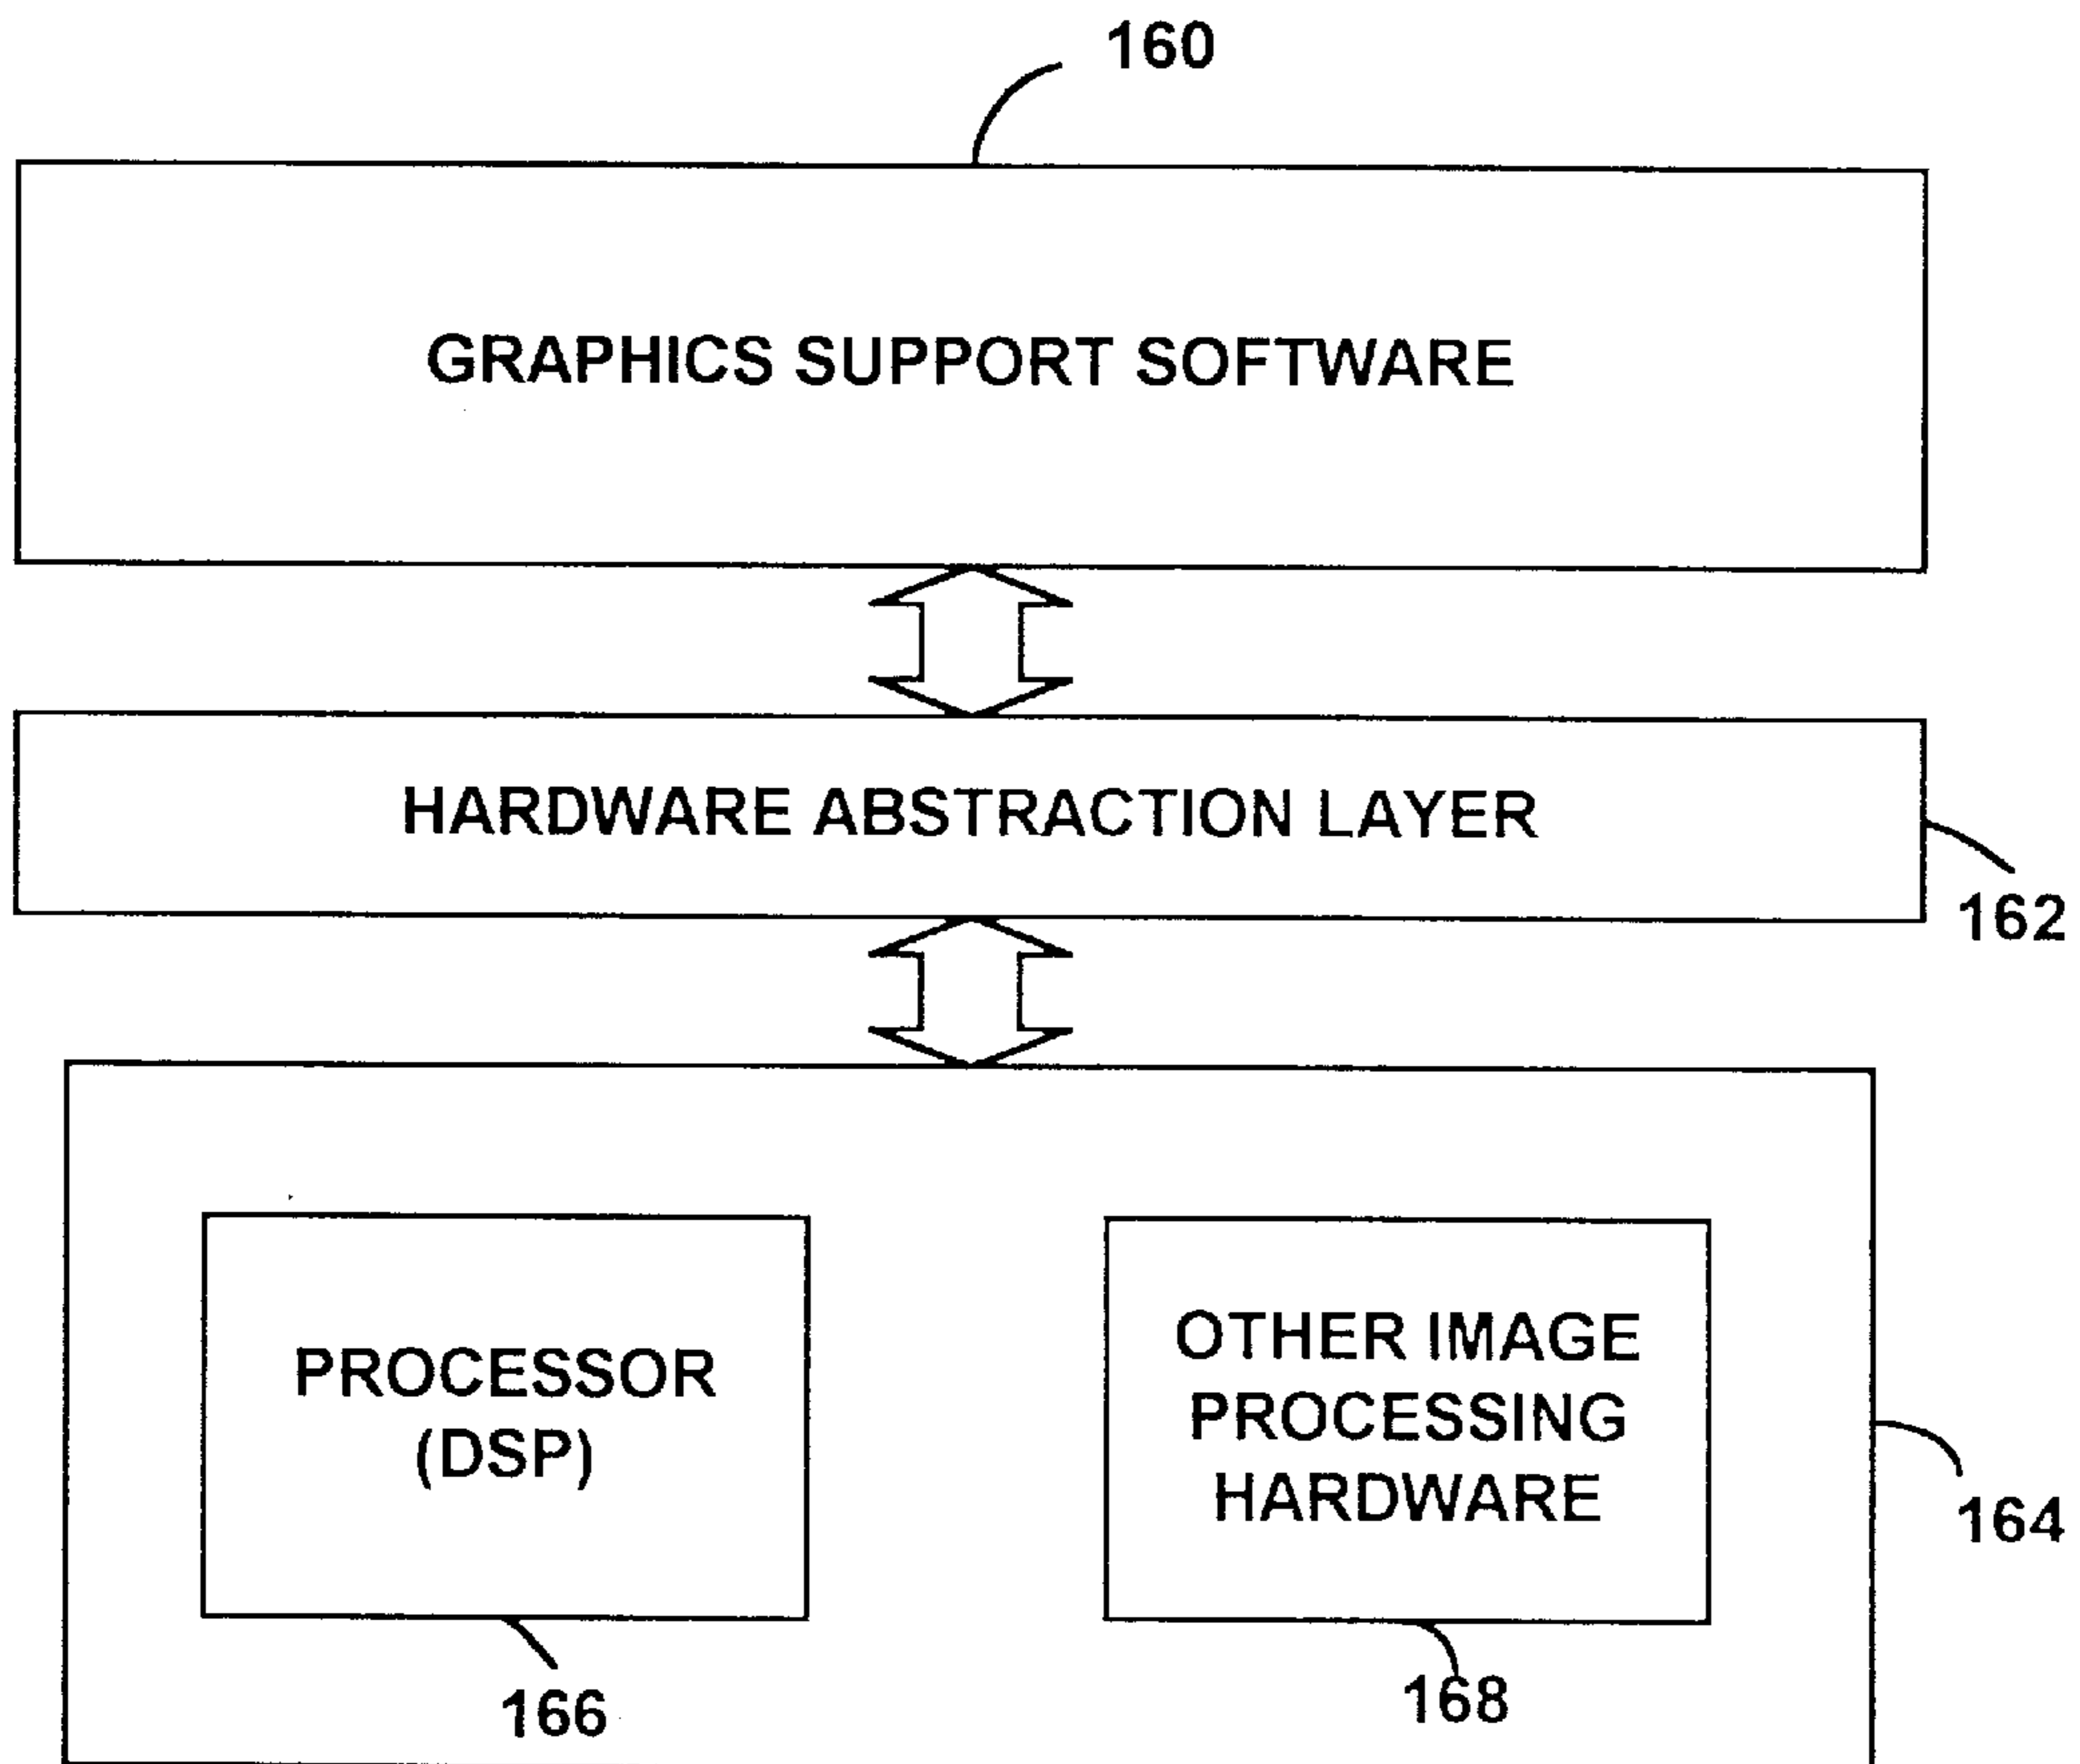 160
GRAPHICS SUPPORT SOFTWARE
HARDWARE ABSTRACTION LAYER
162
PROCESSOR
(DSP)
OTHER IMAGE
PROCESSING
HARDWARE
164
166
168